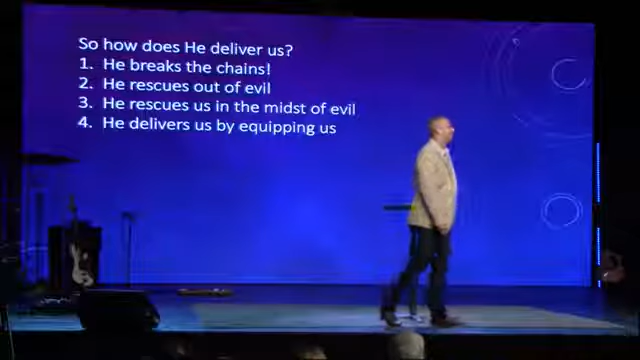 So how does He deliver us?
1. He breaks the chains!
2. He rescues out of evil
3. He rescues us in the midst of evil
4. He delivers us by equipping us